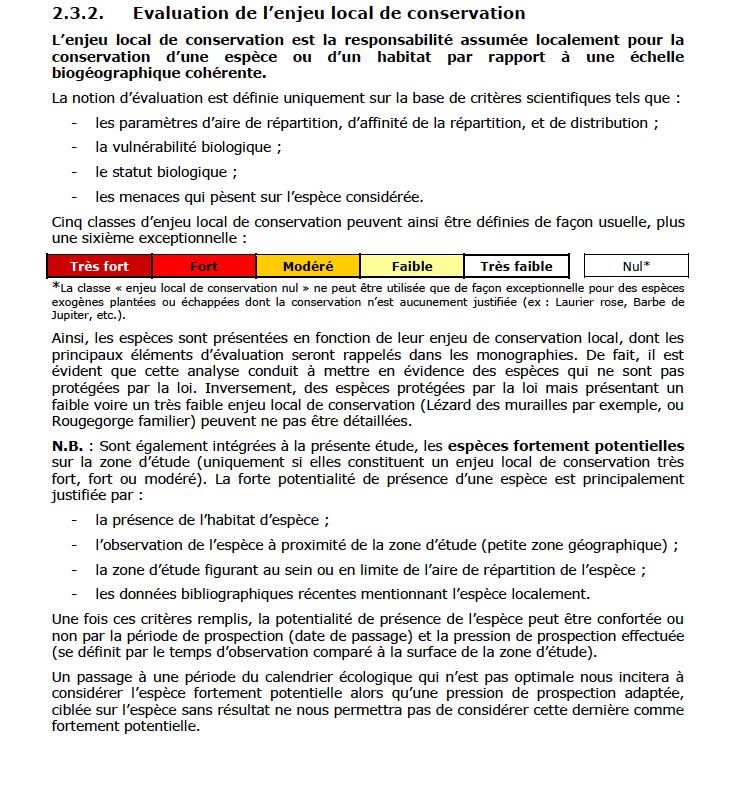 2.3.2. Evaluation de l’enjeu local de conservation
L’enjeu local de conservation est la responsabilité assumée localement pour la
conservation d’une espèce ou d’un habitat par rapport à une échelle
biogéographique cohérente.
La notion d’évaluation est définie uniquement sur la base de critères scientifiques tels que :
- les paramètres d’aire de répartition, d’affinité de la répartition, et de distribution ;
- la vulnérabilité biologique ;
- le statut biologique ;
- les menaces qui pèsent sur l’espèce considérée.
Cinq classes d’enjeu local de conservation peuvent ainsi être définies de façon usuelle, plus
une sixième exceptionnelle :
Très fort Fort Modéré Faible Très faible Nul*
*La classe « enjeu local de conservation nul » ne peut être utilisée que de façon exceptionnelle pour des espèces
exogènes plantées ou échappées dont la conservation n’est aucunement justifiée (ex : Laurier rose, Barbe de
Jupiter, etc.).
Ainsi, les espèces sont présentées en fonction de leur enjeu de conservation local, dont les
principaux éléments d’évaluation seront rappelés dans les monographies. De fait, il est
évident que cette analyse conduit à mettre en évidence des espèces qui ne sont pas
protégées par la loi. Inversement, des espèces protégées par la loi mais présentant un
faible voire un très faible enjeu local de conservation (Lézard des murailles par exemple, ou
Rougegorge familier) peuvent ne pas être détaillées.
N.B. : Sont également intégrées à la présente étude, les espèces fortement potentielles
sur la zone d’étude (uniquement si elles constituent un enjeu local de conservation très
fort, fort ou modéré). La forte potentialité de présence d’une espèce est principalement
justifiée par :
- la présence de l’habitat d’espèce ;
- l’observation de l’espèce à proximité de la zone d’étude (petite zone géographique) ;
- la zone d’étude figurant au sein ou en limite de l’aire de répartition de l’espèce ;
- les données bibliographiques récentes mentionnant l’espèce localement.
Une fois ces critères remplis, la potentialité de présence de l’espèce peut être confortée ou
non par la période de prospection (date de passage) et la pression de prospection effectuée
(se définit par le temps d’observation comparé à la surface de la zone d’étude).
Un passage à une période du calendrier écologique qui n’est pas optimale nous incitera à
considérer l’espèce fortement potentielle alors qu’une pression de prospection adaptée,
ciblée sur l’espèce sans résultat ne nous permettra pas de considérer cette dernière comme
fortement potentielle.